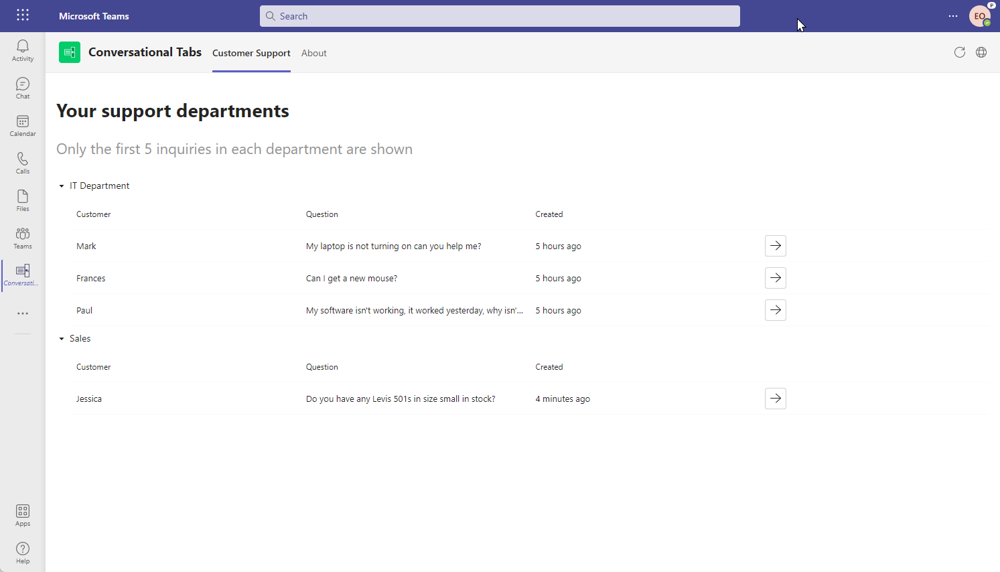 Microsoft Teams
Search
P
EO
Activity
Chat
Calendar
Calls
Files
Teams
Conversati...
Apps
Help
Conversational Tabs
Customer Support
About
Your support departments
Only the first 5 inquiries in each department are shown
IT Department
Customer Question Created
Mark My laptop is not turning on can you help me? 5 hours ago
Frances Can I get a new mouse? 5 hours ago
Paul My software isn't working, it worked yesterday, why isn'... 5 hours ago
Sales
Customer Question Created
Jessica Do you have any Levis 501s in size small in stock? 4 minutes ago